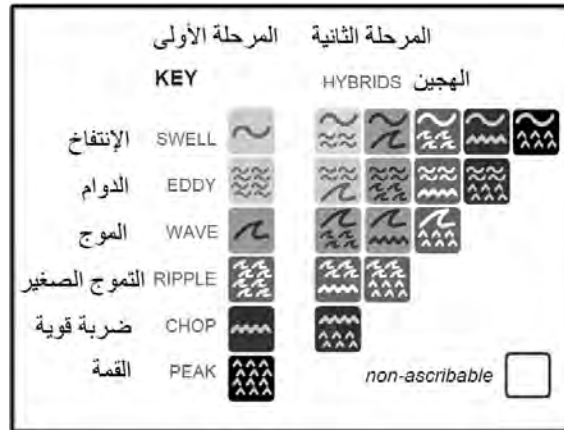 المرحلة الأولى المرحلة الثانية
KEY HYBRIDS الهجين
الإنتفاخ SWELL
الدوام EDDY
الموج WAVE
التموج الصغير RIPPLE
ضربة قوية CHOP
القمة PEAK
non-ascribable